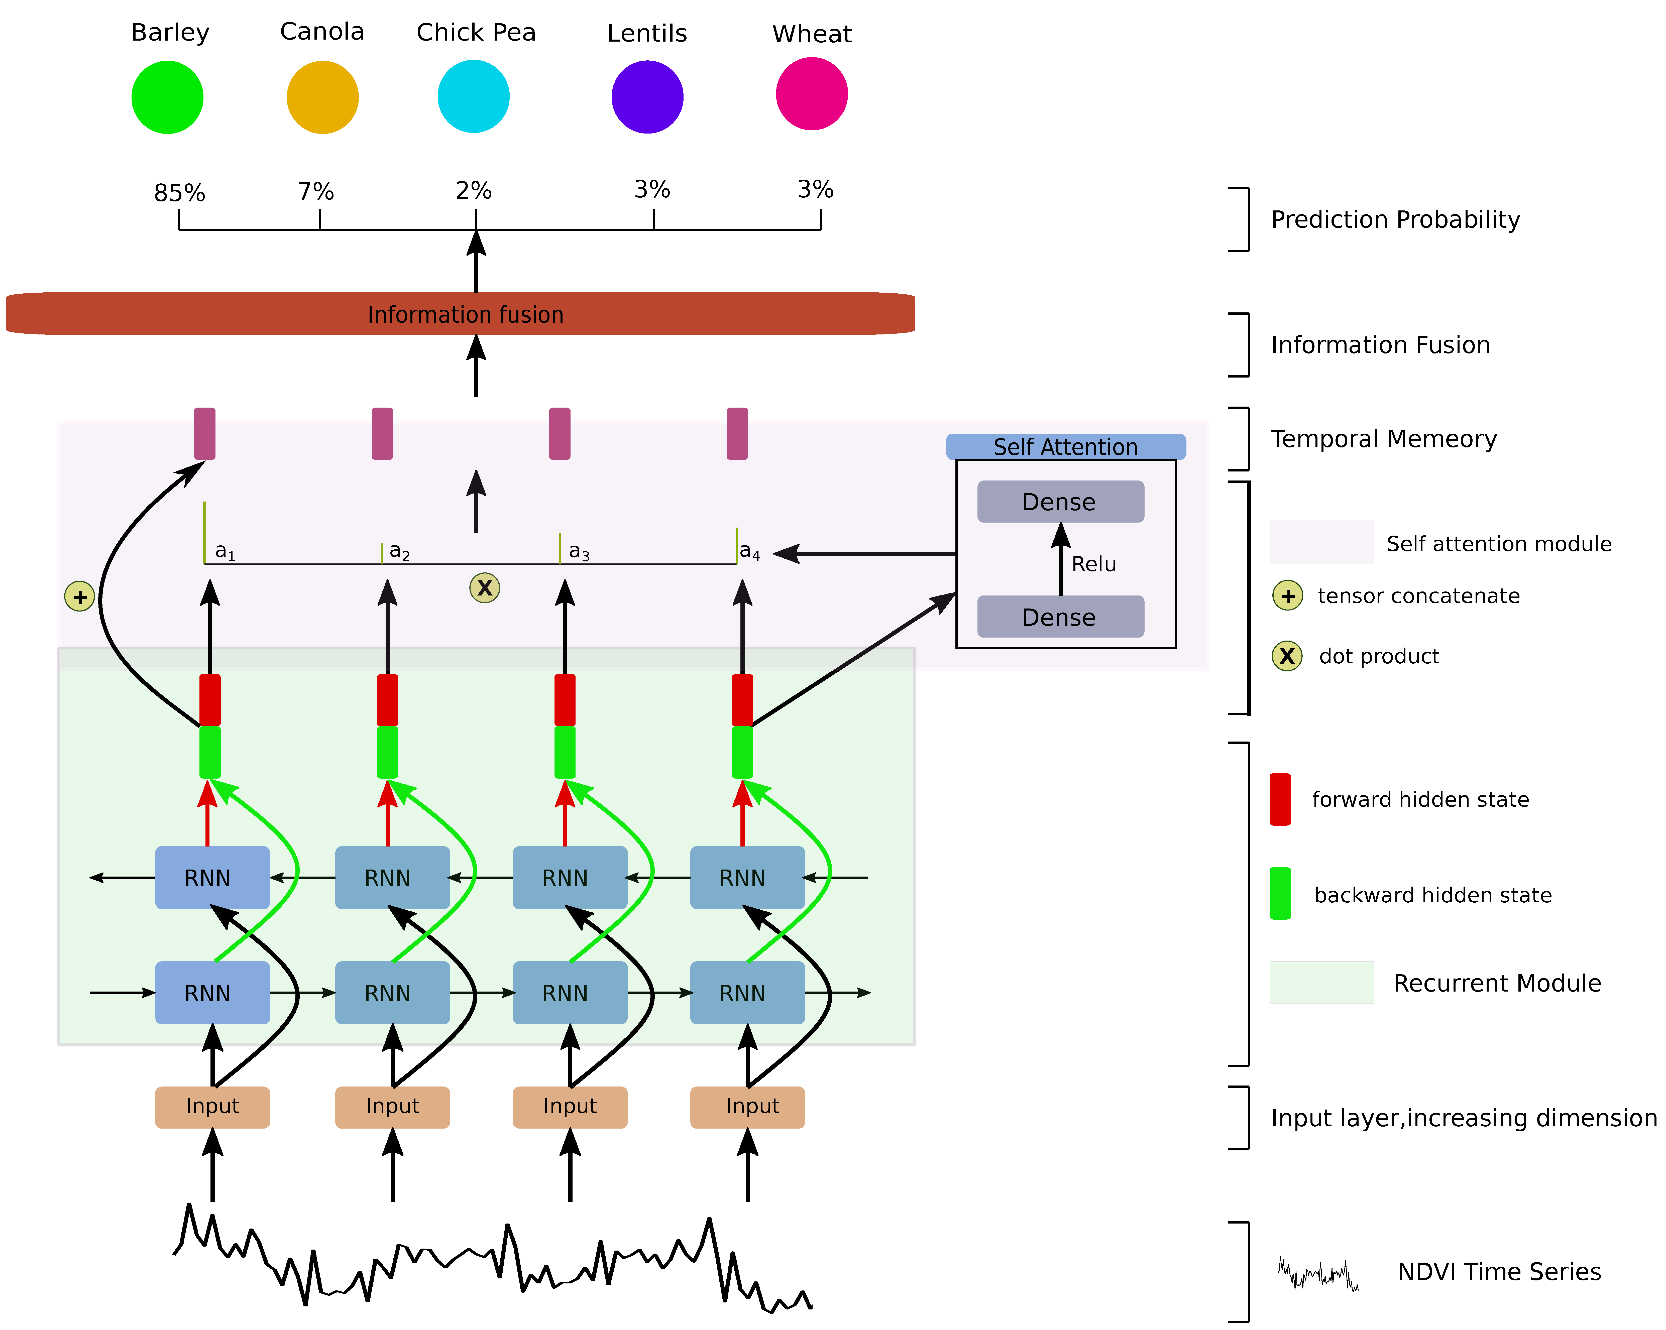 Barley Canola Chick Pea Lentils Wheat
85% 7% 2% 3% 3%
Prediction Probability
Information fusion
Information Fusion
Temporal Memeory
Self Attention
Dense
Relu
Dense
a1 a2 a3 a4
+
X
Self attention module
+ tensor concatenate
X dot product
forward hidden state
RNN RNN RNN RNN
backward hidden state
RNN RNN RNN RNN
Recurrent Module
Input Input Input Input
Input layer,increasing dimension
NDVI Time Series